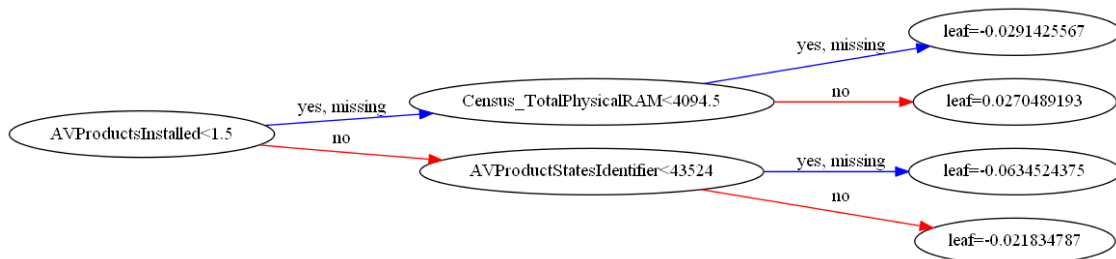 yes, missing
leaf=-0.0291425567
Census_TotalPhysicalRAM<4094.5
yes, missing
no
leaf=0.0270489193
AVProductsInstalled<1.5
no
AVProductStatesIdentifier<43524
yes, missing
leaf=-0.0634524375
no
leaf=-0.021834787